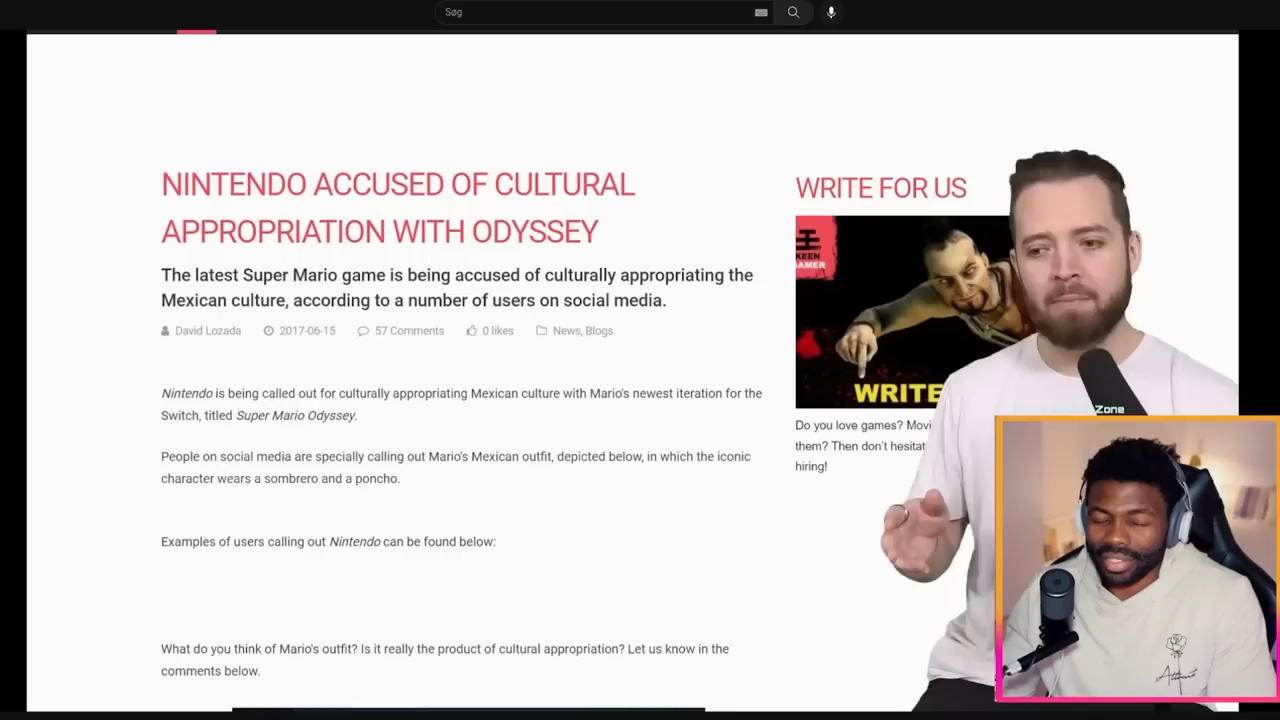 Søg
NINTENDO ACCUSED OF CULTURAL
APPROPRIATION WITH ODYSSEY
The latest Super Mario game is being accused of culturally appropriating the
Mexican culture, according to a number of users on social media.
David Lozada 2017-06-15 57 Comments 0 likes News, Blogs
Nintendo is being called out for culturally appropriating Mexican culture with Mario's newest iteration for the
Switch, titled Super Mario Odyssey.
People on social media are specially calling out Mario's Mexican outfit, depicted below, in which the iconic
character wears a sombrero and a poncho.
Examples of users calling out Nintendo can be found below:
What do you think of Mario's outfit? Is it really the product of cultural appropriation? Let us know in the
comments below.
WRITE FOR US
KEEN
GAMER
WRITE
Do you love games? Movi
them? Then don't hesitat
hiring!
Zone